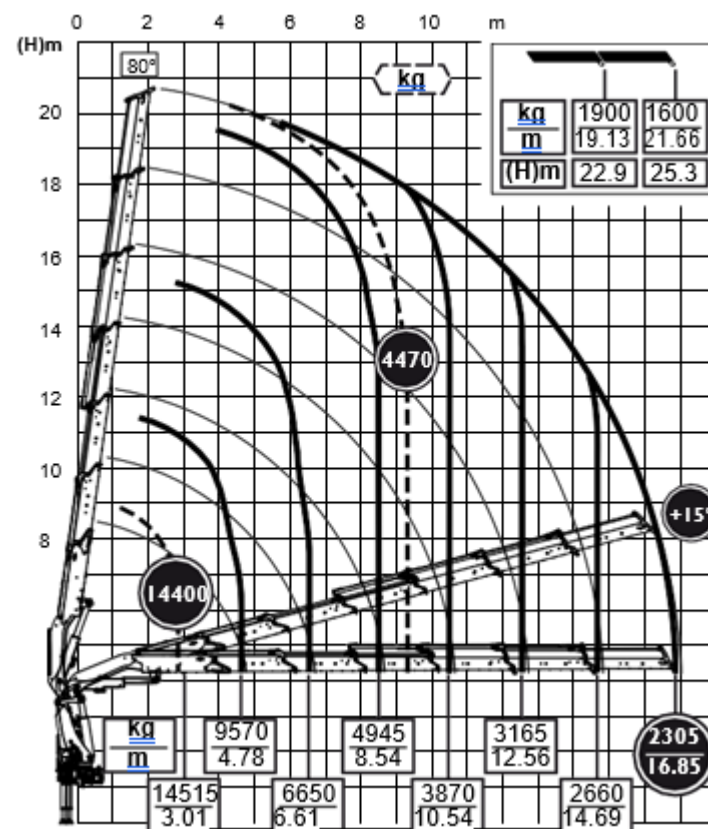 0 2 4 6 8 10 m
(H)m
80°
kg
kg 1900 1600
m 19.13 21.66
(H)m 22.9 25.3
20
18
16
14
4470
12
10
8
+15°
14400
kg 9570 4945 3165
m 4.78 8.54 12.56
2305
16.85
14515 6650 3870 2660
3.01 6.61 10.54 14.69